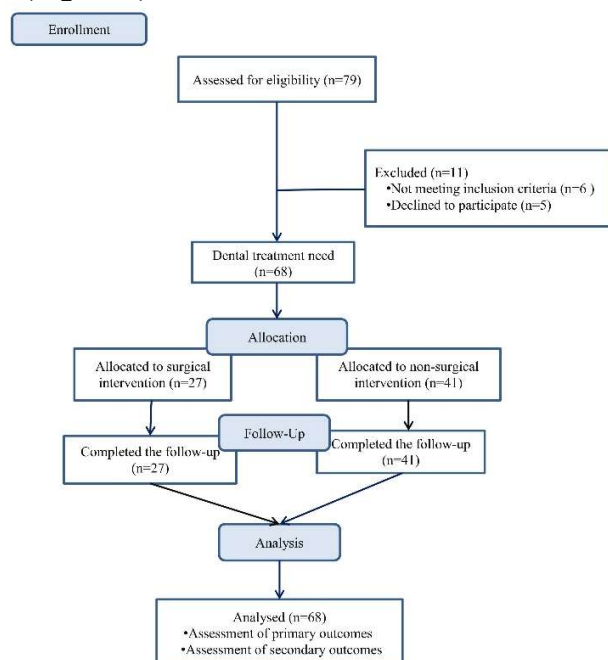 Enrollment
Assessed for eligibility (n=79)
Excluded (n=11)
•Not meeting inclusion criteria (n=6 )
•Declined to participate (n=5)
Dental treatment need
(n=68)
Allocation
Allocated to surgical
intervention (n=27)
Allocated to non-surgical
intervention (n=41)
Follow-Up
Completed the follow-up
(n=27)
Completed the follow-up
(n=41)
Analysis
Analysed (n=68)
•Assessment of primary outcomes
•Assessment of secondary outcomes